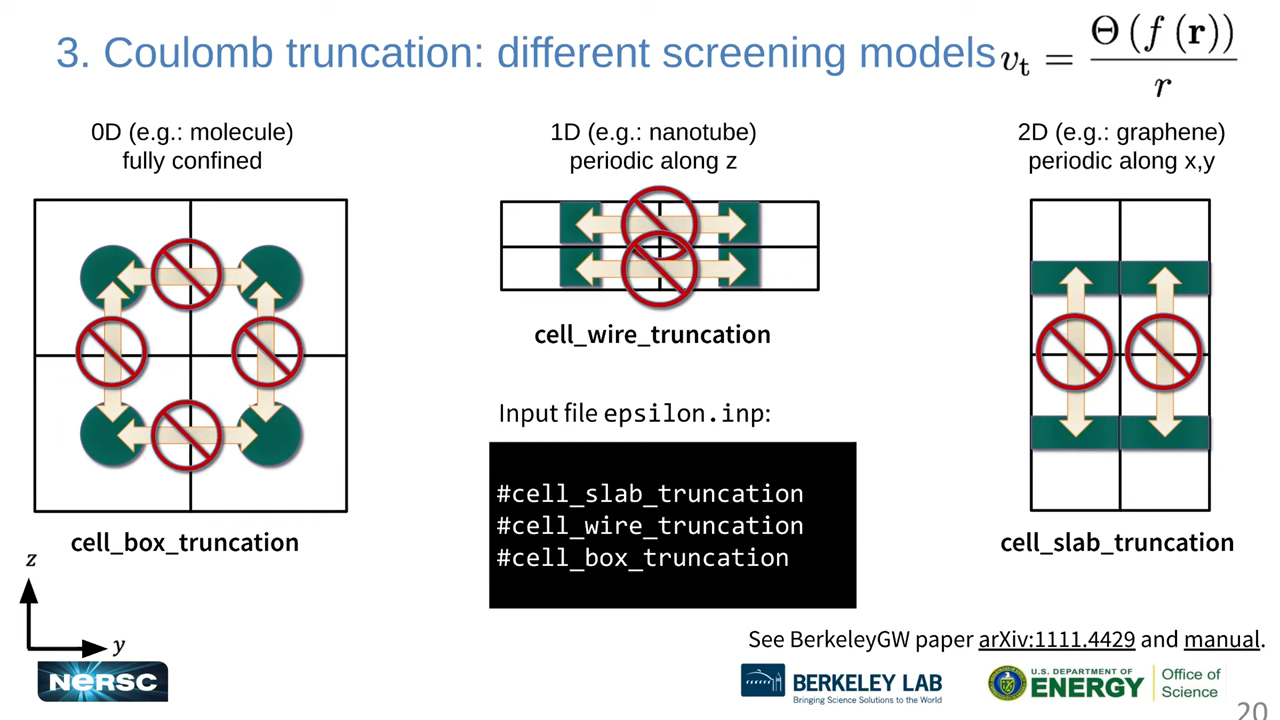 3. Coulomb truncation: different screening models
v_t = Θ (f (r)) / r
0D (e.g.: molecule)
fully confined
1D (e.g.: nanotube)
periodic along z
2D (e.g.: graphene)
periodic along x,y
cell_wire_truncation
Input file epsilon.inp:
#cell_slab_truncation
#cell_wire_truncation
#cell_box_truncation
cell_box_truncation
cell_slab_truncation
z
y
See BerkeleyGW paper arXiv:1111.4429 and manual.
NERSC
BERKELEY LAB
Bringing Science Solutions to the World
U.S. DEPARTMENT OF
ENERGY
Office of
Science
20